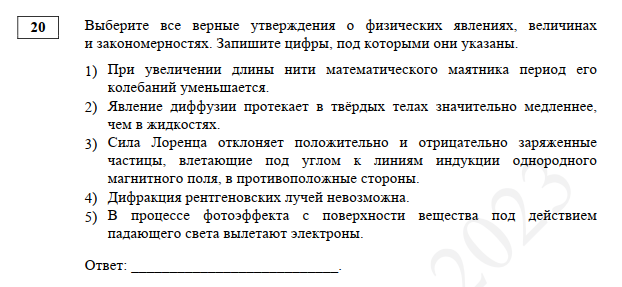 20
Выберите все верные утверждения о физических явлениях, величинах
и закономерностях. Запишите цифры, под которыми они указаны.
1) При увеличении длины нити математического маятника период его
колебаний уменьшается.
2) Явление диффузии протекает в твёрдых телах значительно медленнее,
чем в жидкостях.
3) Сила Лоренца отклоняет положительно и отрицательно заряженные
частицы, влетающие под углом к линиям индукции однородного
магнитного поля, в противоположные стороны.
4) Дифракция рентгеновских лучей невозможна.
5) В процессе фотоэффекта с поверхности вещества под действием
падающего света вылетают электроны.
Ответ: ___________________________.
2023